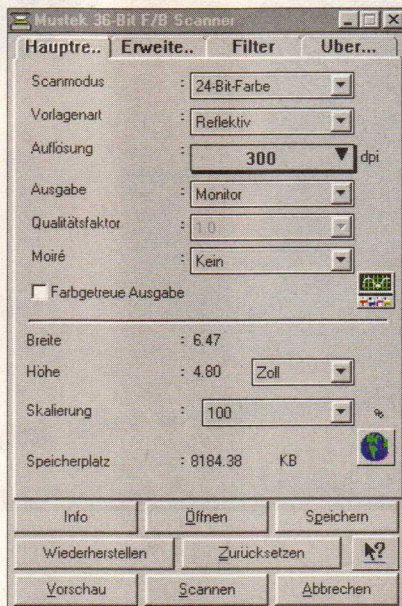 Mustek 36-Bit F/B Scanner
Hauptre.. Erweite.. Filter Über...
Scanmodus : 24-Bit-Farbe
Vorlagenart : Reflektiv
Auflösung : 300 dpi
Ausgabe : Monitor
Qualitätsfaktor : 1.0
Moiré : Kein
Farbgetreue Ausgabe
Breite : 6.47
Höhe : 4.80 Zoll
Skalierung : 100 %
Speicherplatz : 8184.38 KB
Info Öffnen Speichern
Wiederherstellen Zurücksetzen ?
Vorschau Scannen Abbrechen